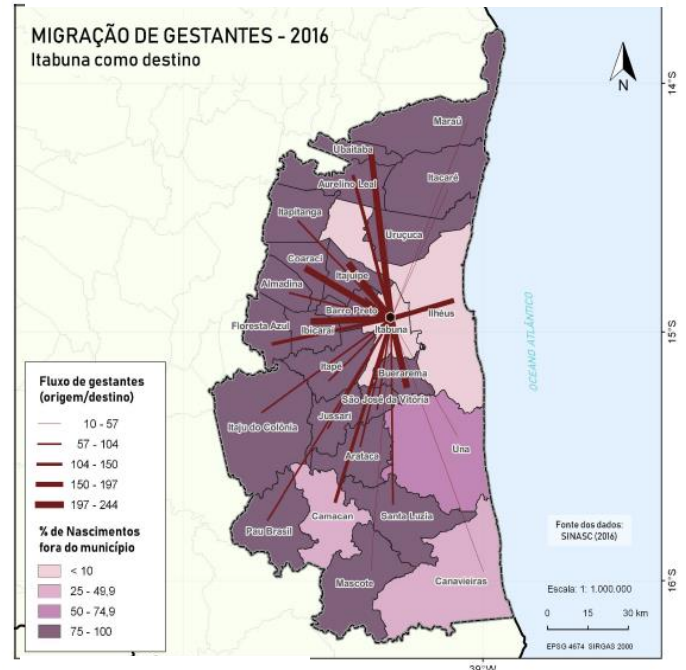 MIGRAÇÃO DE GESTANTES - 2016
Itabuna como destino
N
14°S
Maraú
Ubaitaba
Itacaré
Aurelino Leal
Itapitanga
Uruçuca
Coaraci
Itajuípe
Almadina
Barro Preto
Ilhéus
Floresta Azul
Ibicaraí
Itabuna
15°S
OCEANO ATLÂNTICO
Itapé
Buerarema
São José da Vitória
Itaju do Colônia
Jussari
Arataca
Una
Camacan
Santa Luzia
Pau Brasil
Mascote
Canavieiras
16°S
39°W
Fluxo de gestantes
(origem/destino)
10 - 57
57 - 104
104 - 150
150 - 197
197 - 244
% de Nascimentos
fora do município
< 10
25 - 49,9
50 - 74,9
75 - 100
Fonte dos dados:
SINASC (2016)
Escala: 1: 1.000.000
0 15 30 km
EPSG 4674 SIRGAS 2000